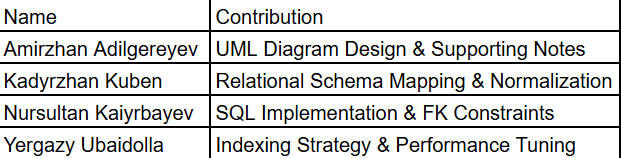 Name Contribution
Amirzhan Adilgereyev UML Diagram Design & Supporting Notes
Kadyrzhan Kuben Relational Schema Mapping & Normalization
Nursultan Kaiyrbayev SQL Implementation & FK Constraints
Yergazy Ubaidolla Indexing Strategy & Performance Tuning